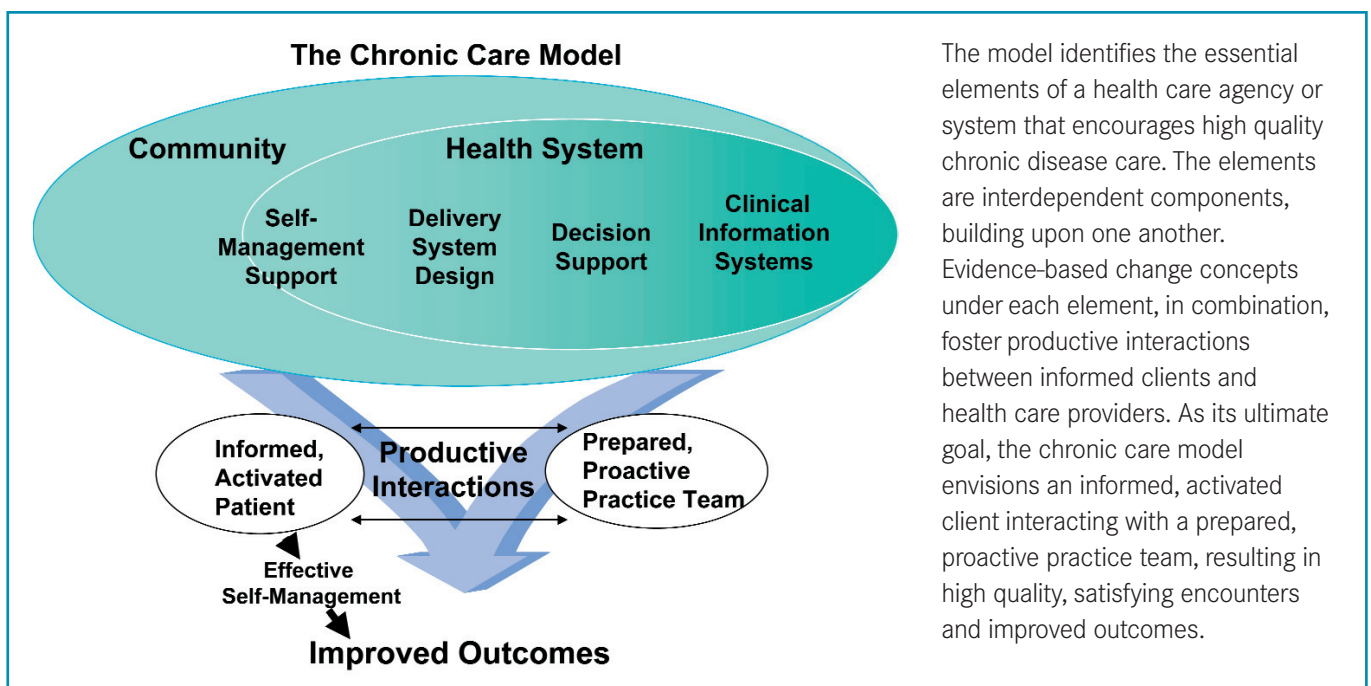 The Chronic Care Model
Community
Health System
Self-
Management
Support
Delivery
System
Design
Decision
Support
Clinical
Information
Systems
Informed,
Activated
Patient
Productive
Interactions
Prepared,
Proactive
Practice Team
Effective
Self-Management
Improved Outcomes
The model identifies the essential
elements of a health care agency or
system that encourages high quality
chronic disease care. The elements
are interdependent components,
building upon one another.
Evidence-based change concepts
under each element, in combination,
foster productive interactions
between informed clients and
health care providers. As its ultimate
goal, the chronic care model
envisions an informed, activated
client interacting with a prepared,
proactive practice team, resulting in
high quality, satisfying encounters
and improved outcomes.